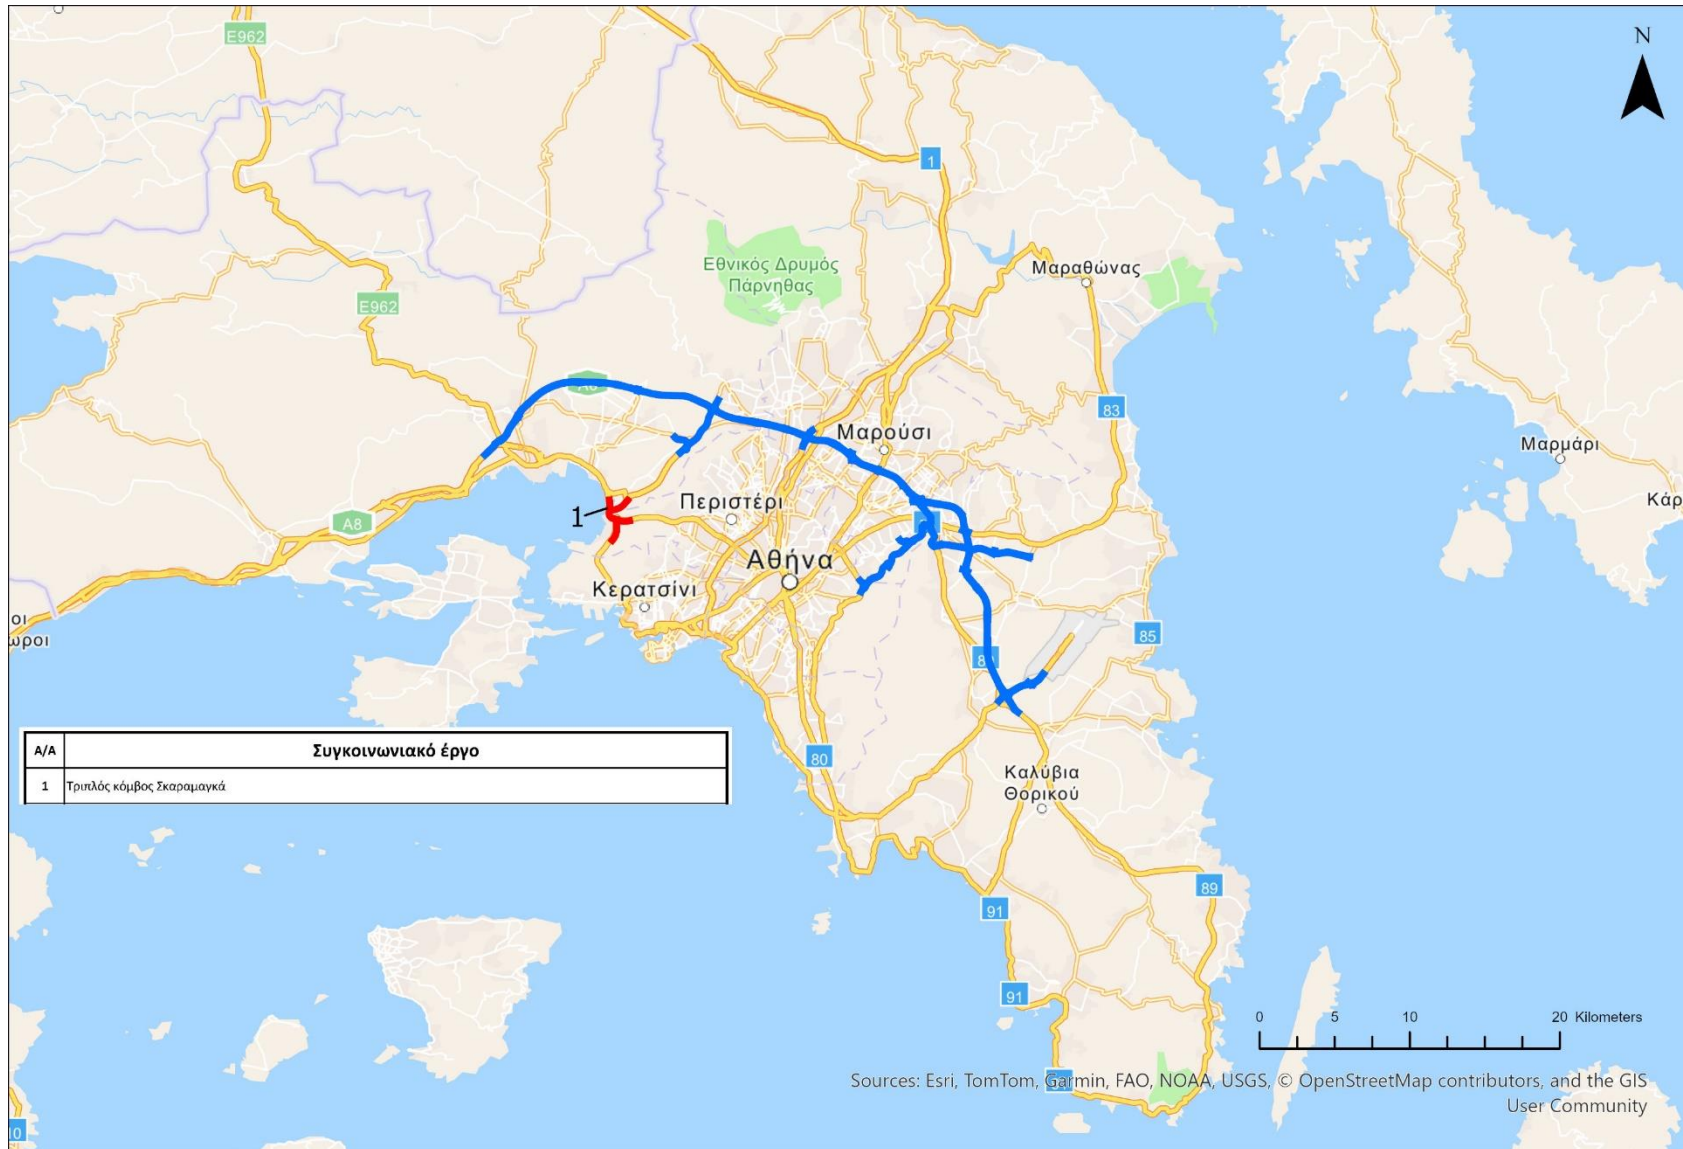 E962
N
1
Εθνικός Δρυμός
Πάρνηθας
Μαραθώνας
E962
83
Μαρούσι
Μαρμάρι
Περιστέρι
Κάρ
1
A8
Αθήνα
Κερατσίνι
οι
ωροι
85
A/A Συγκοινωνιακό έργο
1 Τριπλός κόμβος Σκαραμαγκά
80
Καλύβια
Θορικού
89
91
91
0 5 10 20 Kilometers
Sources: Esri, TomTom, Garmin, FAO, NOAA, USGS, © OpenStreetMap contributors, and the GIS
User Community
10